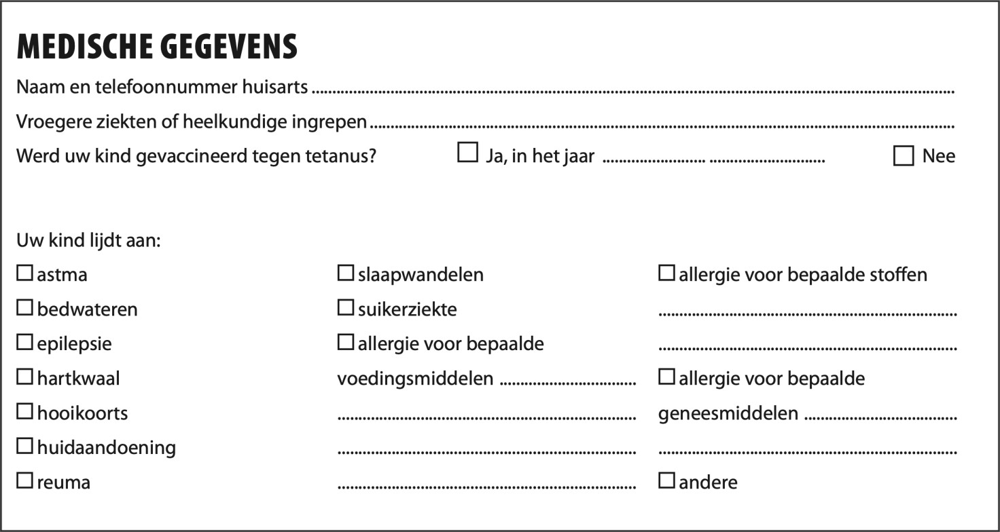 MEDISCHE GEGEVENS
Naam en telefoonnummer huisarts ................................................................
Vroegere ziekten of heelkundige ingrepen ................................................................
Werd uw kind gevaccineerd tegen tetanus? ☐ Ja, in het jaar ......................... ............................ ☐ Nee
Uw kind lijdt aan:
☐ astma
☐ bedwateren
☐ epilepsie
☐ hartkwaal
☐ hooikoorts
☐ huidaandoening
☐ reuma
☐ slaapwandelen
☐ suikerziekte
☐ allergie voor bepaalde
voedingsmiddelen .................................
........................................................................
........................................................................
........................................................................
☐ allergie voor bepaalde stoffen
........................................................................
........................................................................
☐ allergie voor bepaalde
geneesmiddelen .....................................
........................................................................
☐ andere